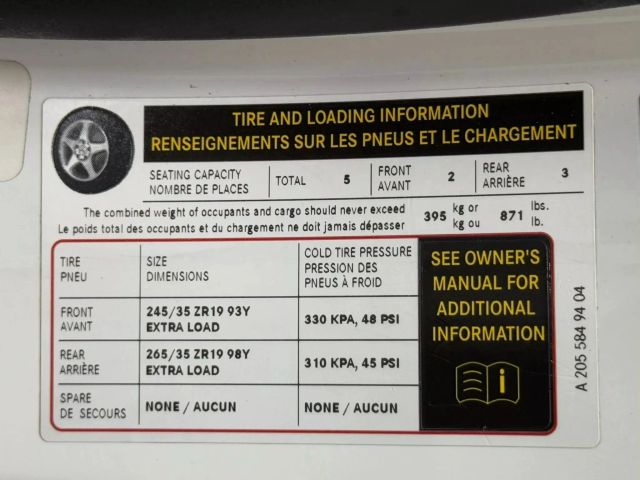 TIRE AND LOADING INFORMATION
RENSEIGNEMENTS SUR LES PNEUS ET LE CHARGEMENT
SEATING CAPACITY
NOMBRE DE PLACES
TOTAL 5
FRONT
AVANT
2
REAR
ARRIÈRE
3
The combined weight of occupants and cargo should never exceed
Le poids total des occupants et du chargement ne doit jamais dépasser
395 kg or
kg ou
871 lbs.
lb.
TIRE
PNEU
SIZE
DIMENSIONS
COLD TIRE PRESSURE
PRESSION DES
PNEUS À FROID
FRONT
AVANT
245/35 ZR19 93Y
EXTRA LOAD
330 KPA, 48 PSI
REAR
ARRIÈRE
265/35 ZR19 98Y
EXTRA LOAD
310 KPA, 45 PSI
SPARE
DE SECOURS
NONE / AUCUN
NONE / AUCUN
SEE OWNER'S
MANUAL FOR
ADDITIONAL
INFORMATION
i
A 205 584 94 04